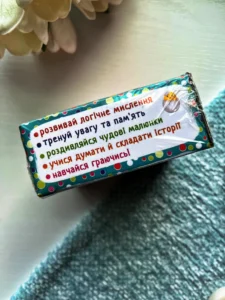 • розвивай логічне мислення
• тренуй увагу та пам'ять
• роздивляйся чудові малюнки
• учися думати й складати історії
• навчайся граючись!